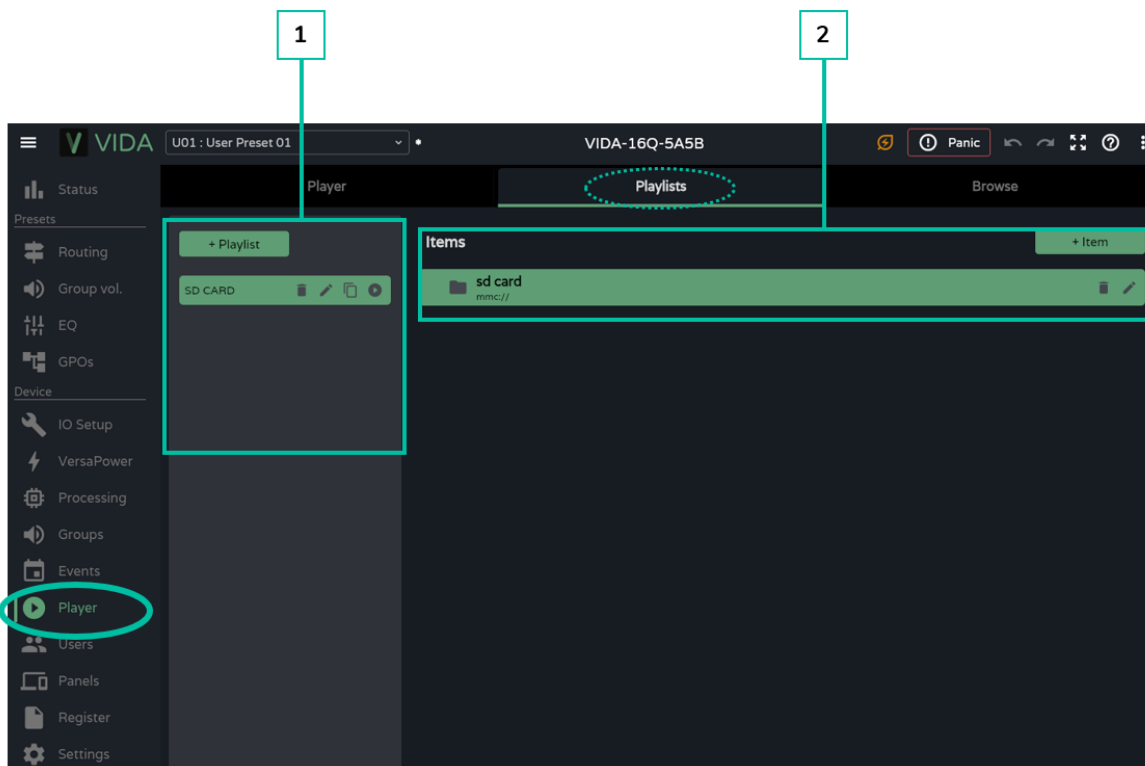 1
2
VIDA
U01 : User Preset 01
VIDA-16Q-5A5B
Panic
Status
Presets
Routing
Group vol.
EQ
GPOs
Device
IO Setup
VersaPower
Processing
Groups
Events
Player
Users
Panels
Register
Settings
Player
Playlists
Browse
+ Playlist
SD CARD
Items
+ Item
sd card
mmc://